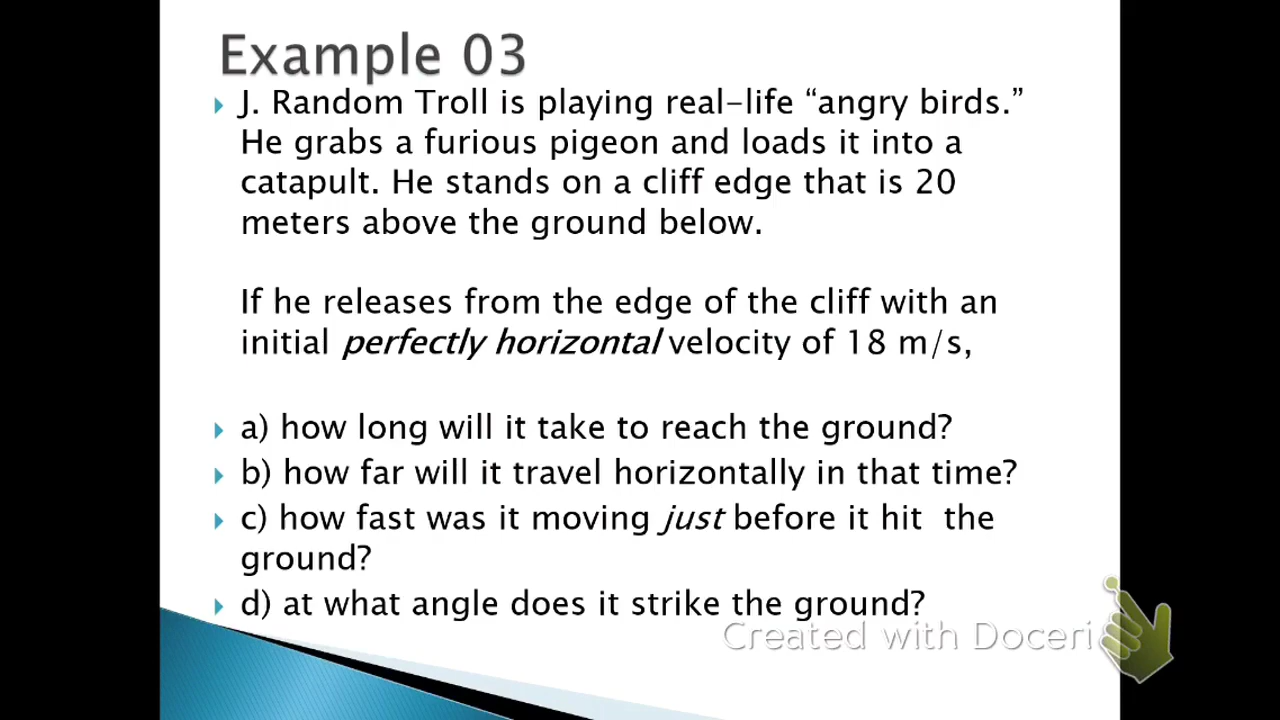 Example 03
J. Random Troll is playing real-life “angry birds.”
He grabs a furious pigeon and loads it into a
catapult. He stands on a cliff edge that is 20
meters above the ground below.
If he releases from the edge of the cliff with an
initial perfectly horizontal velocity of 18 m/s,
a) how long will it take to reach the ground?
b) how far will it travel horizontally in that time?
c) how fast was it moving just before it hit the
ground?
d) at what angle does it strike the ground?
Created with Doceri